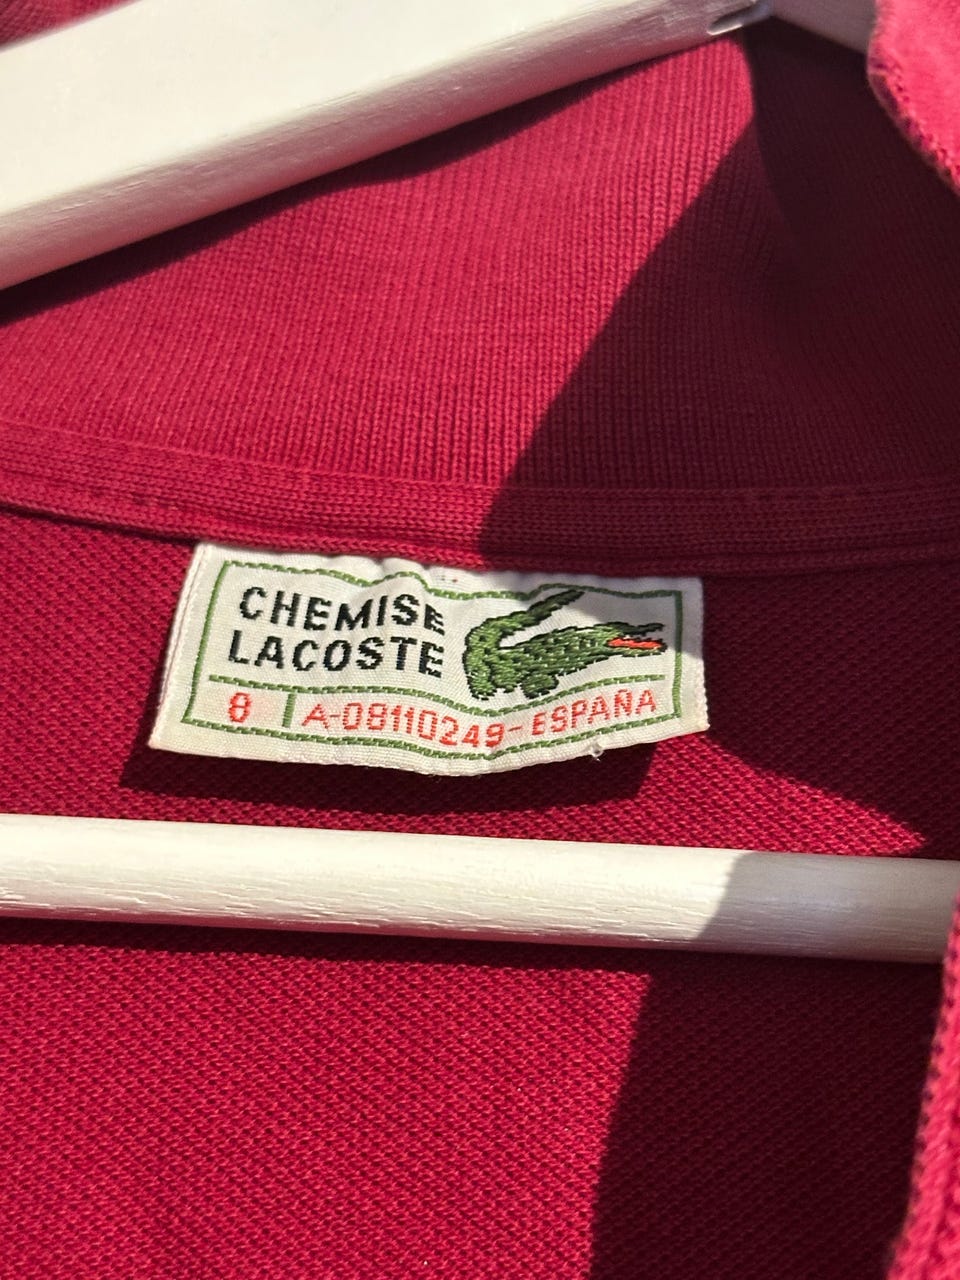 CHEMISE
LACOSTE
8 A-08110249-ESPAÑA